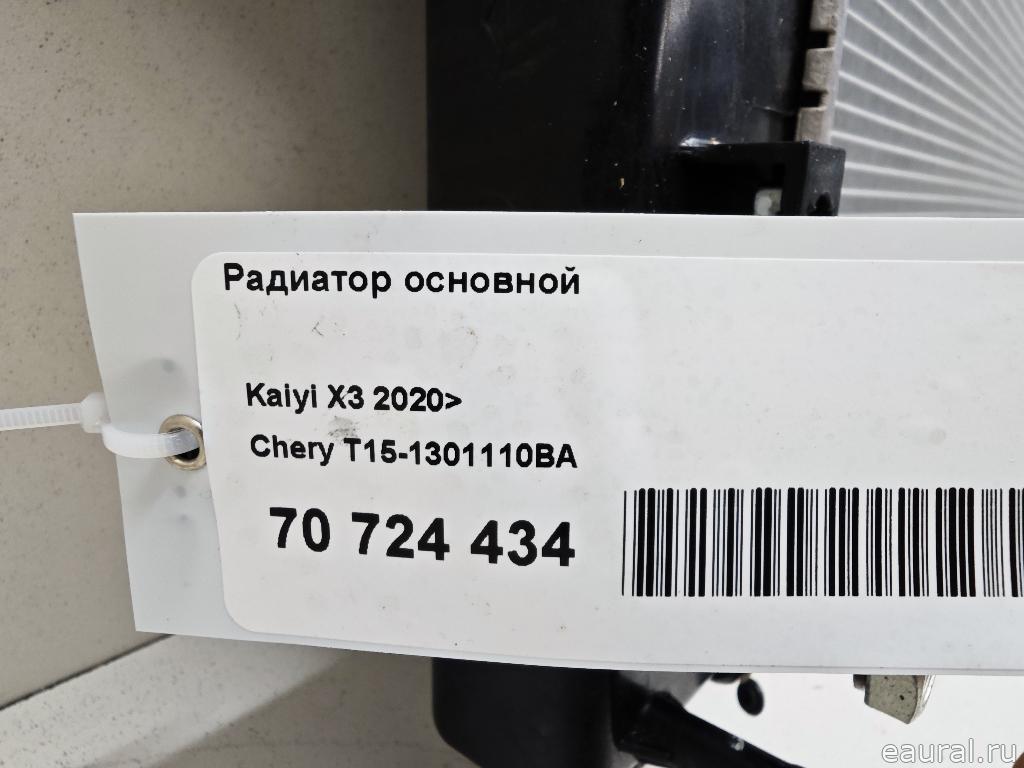 Радиатор основной
Kaiyi X3 2020>
Chery T15-1301110BA
70 724 434
eaural.ru